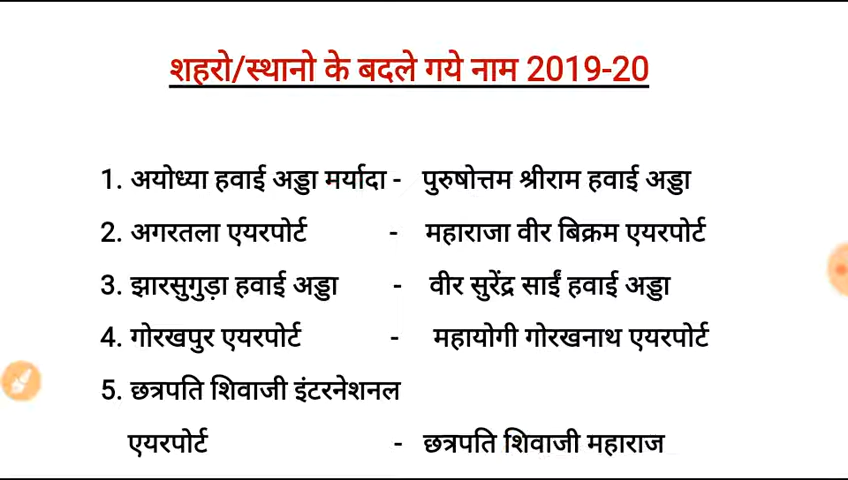 शहरो/स्थानो के बदले गये नाम 2019-20
1. अयोध्या हवाई अड्डा मर्यादा - पुरुषोत्तम श्रीराम हवाई अड्डा
2. अगरतला एयरपोर्ट - महाराजा वीर बिक्रम एयरपोर्ट
3. झारसुगुड़ा हवाई अड्डा - वीर सुरेंद्र साईं हवाई अड्डा
4. गोरखपुर एयरपोर्ट - महायोगी गोरखनाथ एयरपोर्ट
5. छत्रपति शिवाजी इंटरनेशनल
एयरपोर्ट - छत्रपति शिवाजी महाराज